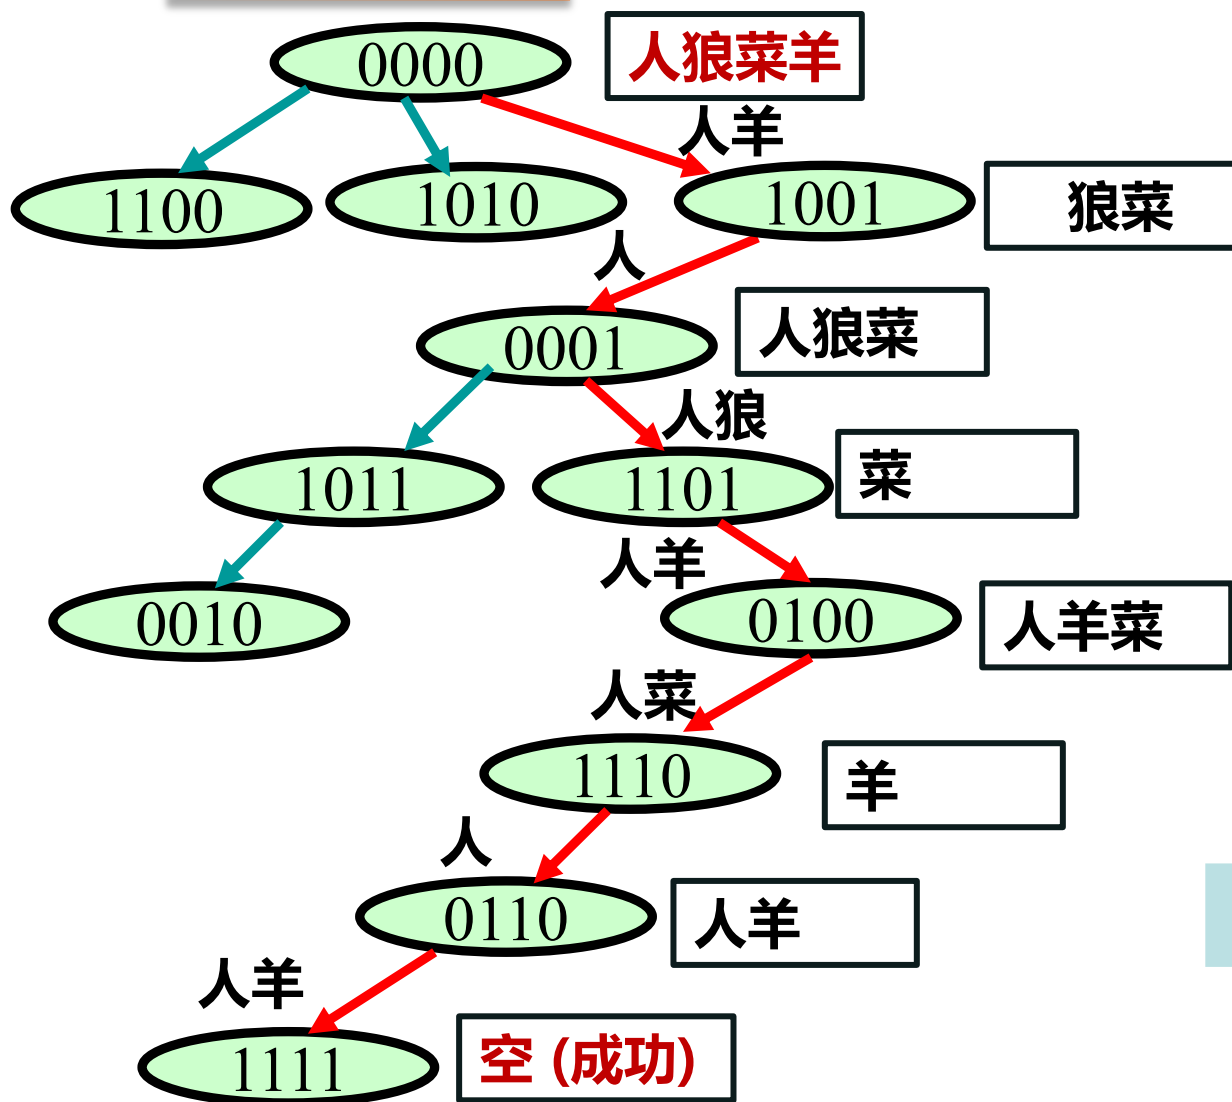 0000
人狼菜羊
人羊
1100
1010
1001
狼菜
人
0001
人狼菜
人狼
1011
1101
菜
人羊
0010
0100
人羊菜
人菜
1110
羊
人
0110
人羊
人羊
1111
空 (成功)